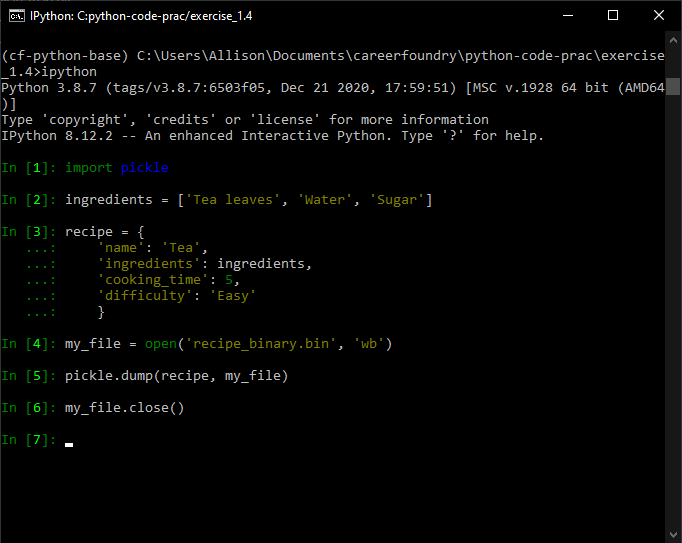 IPython: C:python-code-prac/exercise_1.4
(cf-python-base) C:\Users\Allison\Documents\careerfoundry\python-code-prac\exercise
_1.4>ipython
Python 3.8.7 (tags/v3.8.7:6503f05, Dec 21 2020, 17:59:51) [MSC v.1928 64 bit (AMD64
)]
Type 'copyright', 'credits' or 'license' for more information
IPython 8.12.2 -- An enhanced Interactive Python. Type '?' for help.
In [1]: import pickle
In [2]: ingredients = ['Tea leaves', 'Water', 'Sugar']
In [3]: recipe = {
...:     'name': 'Tea',
...:     'ingredients': ingredients,
...:     'cooking_time': 5,
...:     'difficulty': 'Easy'
...:     }
In [4]: my_file = open('recipe_binary.bin', 'wb')
In [5]: pickle.dump(recipe, my_file)
In [6]: my_file.close()
In [7]: